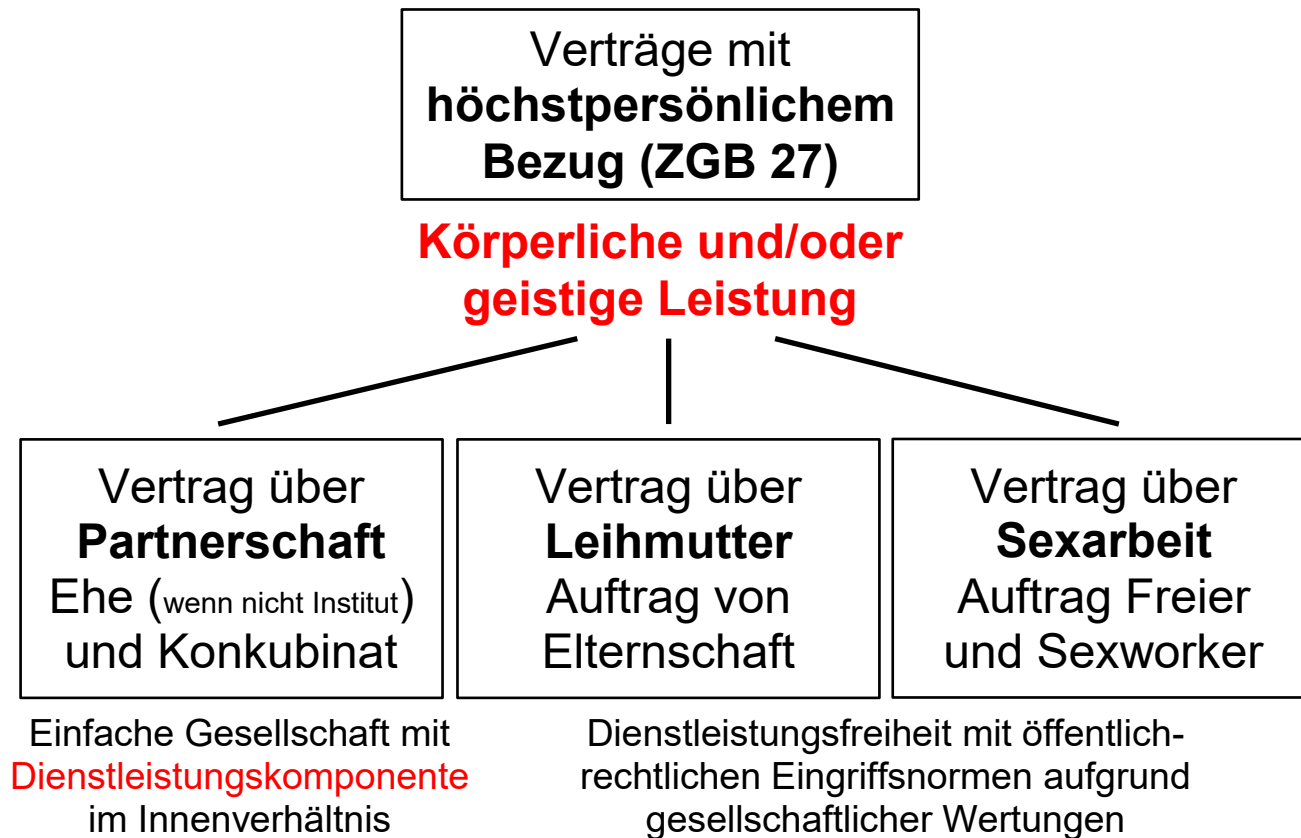 Verträge mit
höchstpersönlichem
Bezug (ZGB 27)
Körperliche und/oder
geistige Leistung
Vertrag über
Partnerschaft
Ehe (wenn nicht Institut)
und Konkubinat
Vertrag über
Leihmutter
Auftrag von
Elternschaft
Vertrag über
Sexarbeit
Auftrag Freier
und Sexworker
Einfache Gesellschaft mit
Dienstleistungskomponente
im Innenverhältnis
Dienstleistungsfreiheit mit öffentlich-
rechtlichen Eingriffsnormen aufgrund
gesellschaftlicher Wertungen